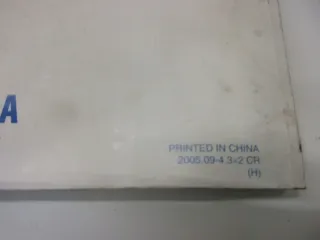 A
PRINTED IN CHINA
2005.09-4.3×2 CR
(H)